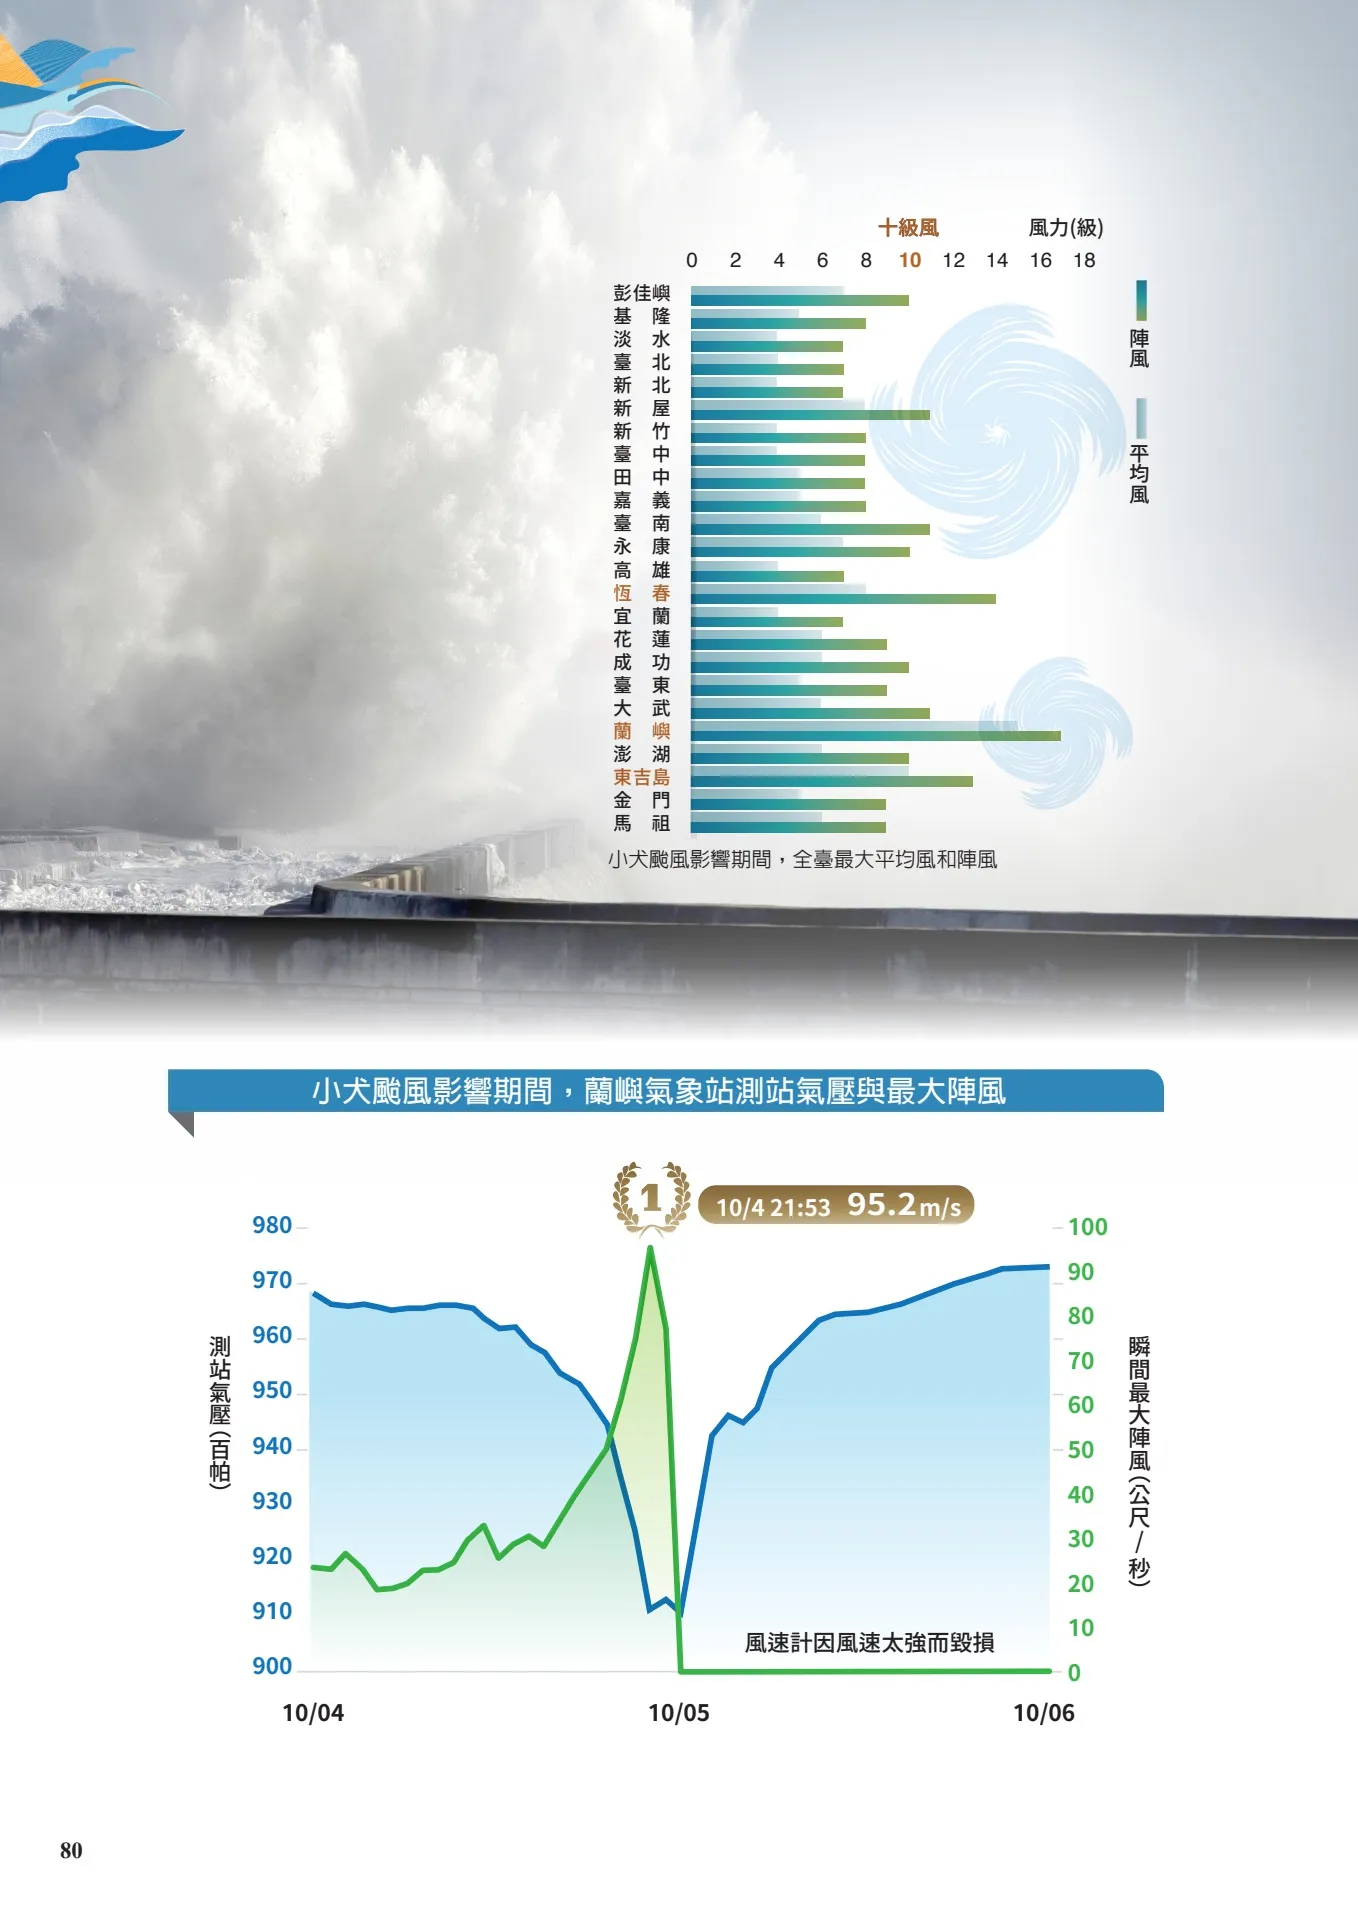 十級風 風力(級)
0 2 4 6 8 10 12 14 16 18
彭佳嶼
基隆
淡水
臺北
新北
新屋
新竹
臺中
田中
嘉義
臺南
永康
高雄
恆春
宜蘭
花蓮
成功
臺東
大武
蘭嶼
澎湖
東吉島
金門
馬祖
陣風
平均風
小犬颱風影響期間，全臺最大平均風和陣風
小犬颱風影響期間，蘭嶼氣象站測站氣壓與最大陣風
1
10/4 21:53 95.2m/s
測站氣壓(百帕)
980
970
960
950
940
930
920
910
900
100
90
80
70
60
50
40
30
20
10
0
瞬間最大陣風(公尺/秒)
風速計因風速太強而毀損
10/04 10/05 10/06
80